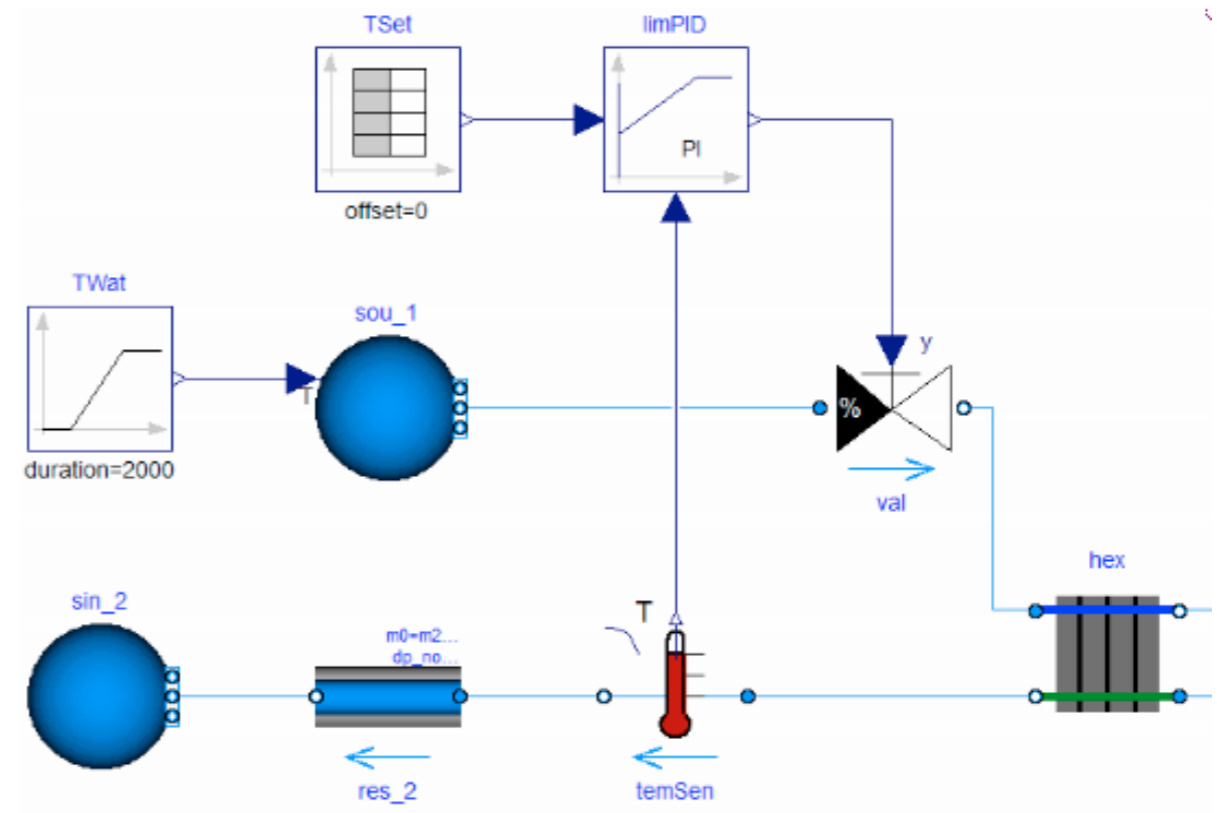 TSet
limPID
PI
offset=0
TWat
sou_1
T
y
%
duration=2000
val
hex
sin_2
T
m0=m2...
dp_no...
res_2
temSen